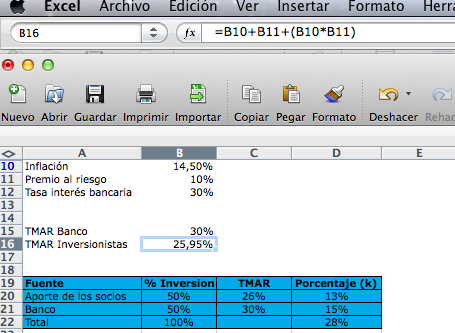 Excel Archivo Edición Ver Insertar Formato Herra
B16 fx =B10+B11+(B10*B11)
Nuevo Abrir Guardar Imprimir Importar Copiar Pegar Formato Deshacer Rehac
A B C D E
10 Inflación 14,50%
11 Premio al riesgo 10%
12 Tasa interés bancaria 30%
13
14
15 TMAR Banco 30%
16 TMAR Inversionistas 25,95%
17
18
19 Fuente % Inversion TMAR Porcentaje (k)
20 Aporte de los socios 50% 26% 13%
21 Banco 50% 30% 15%
22 Total 100% 28%